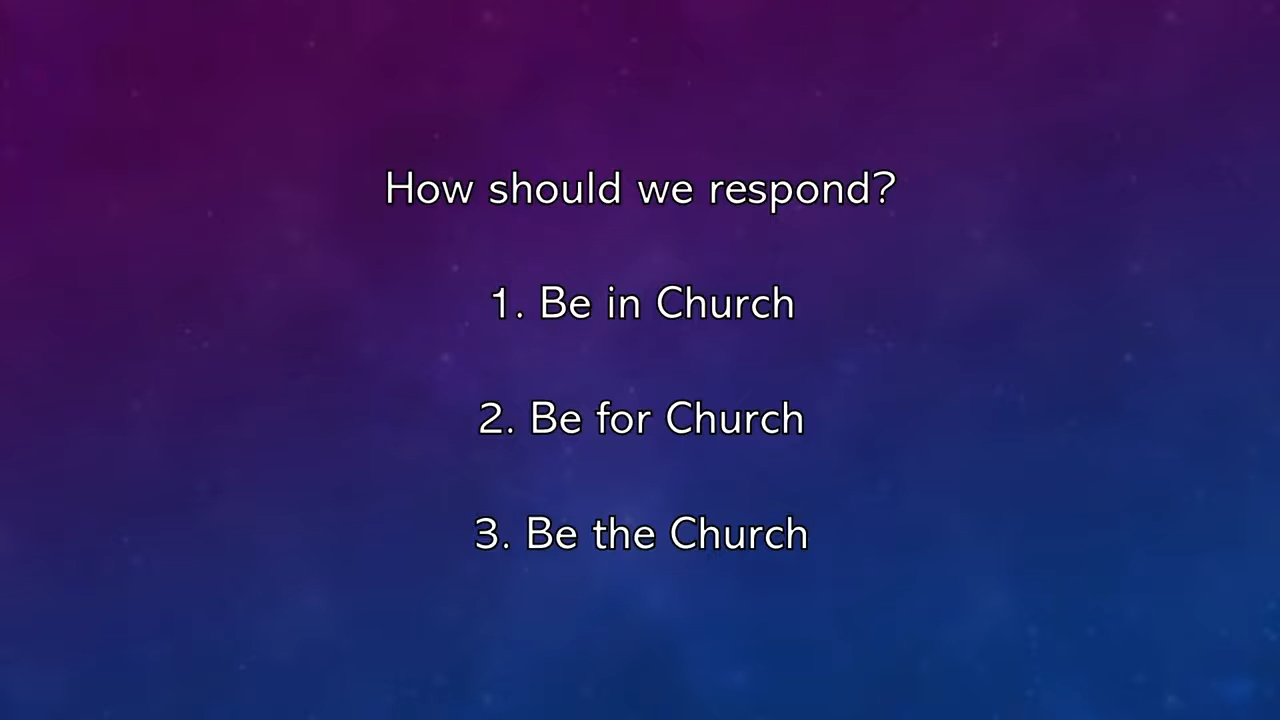 How should we respond?
1. Be in Church
2. Be for Church
3. Be the Church